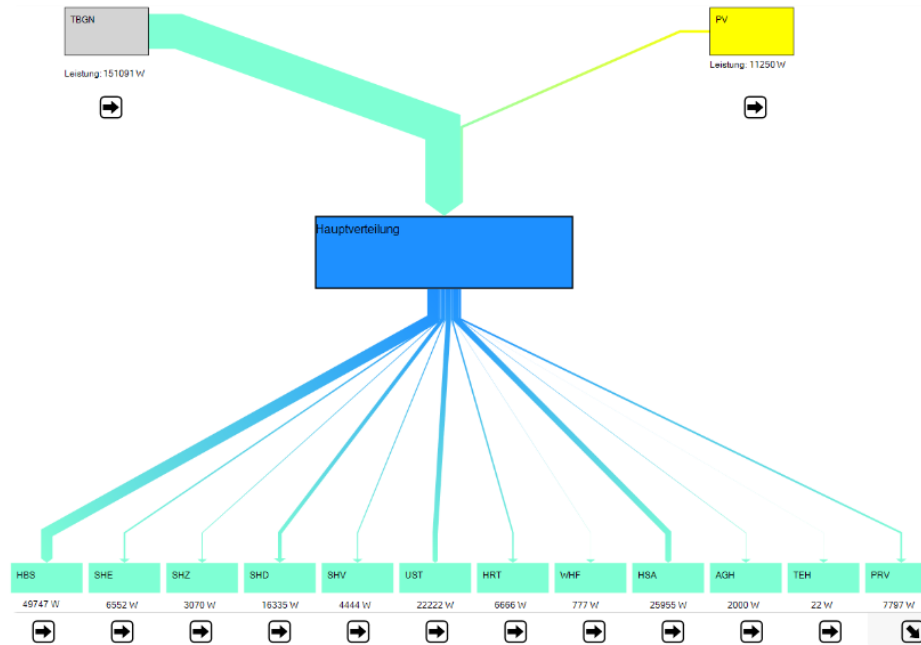 TBGN
PV
Leistung: 151091 W
Leistung: 11250 W
Hauptverteilung
HBS SHE SHZ SHD SHV UST HRT WHF HSA AGH TEH PRV
49747 W 6552 W 3070 W 16335 W 4444 W 22222 W 6666 W 777 W 25955 W 2000 W 22 W 7797 W